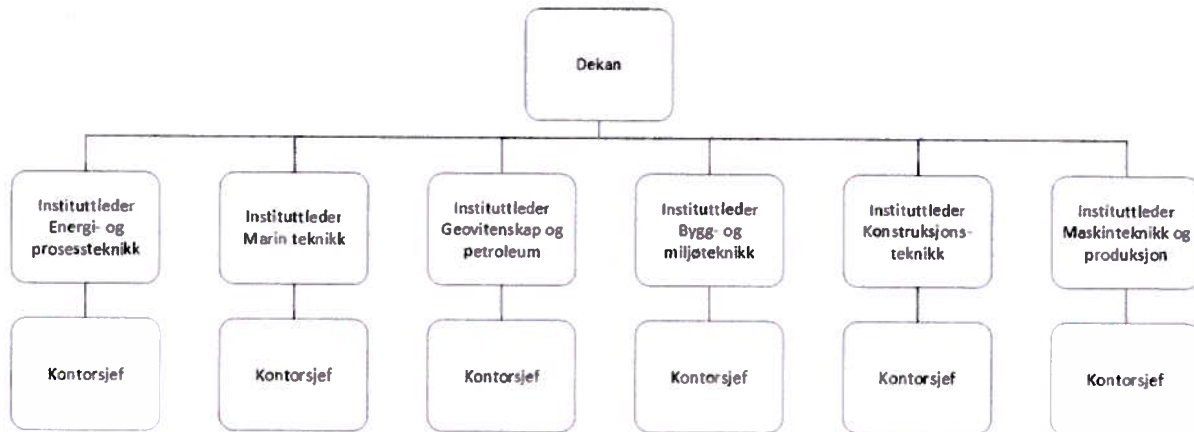 Dekan
Instituttleder
Energi- og
prosessteknikk
Instituttleder
Marin teknikk
Instituttleder
Geovitenskap og
petroleum
Instituttleder
Bygg- og
miljøteknikk
Instituttleder
Konstruksjons-
teknikk
Instituttleder
Maskinteknikk og
produksjon
Kontorsjef
Kontorsjef
Kontorsjef
Kontorsjef
Kontorsjef
Kontorsjef